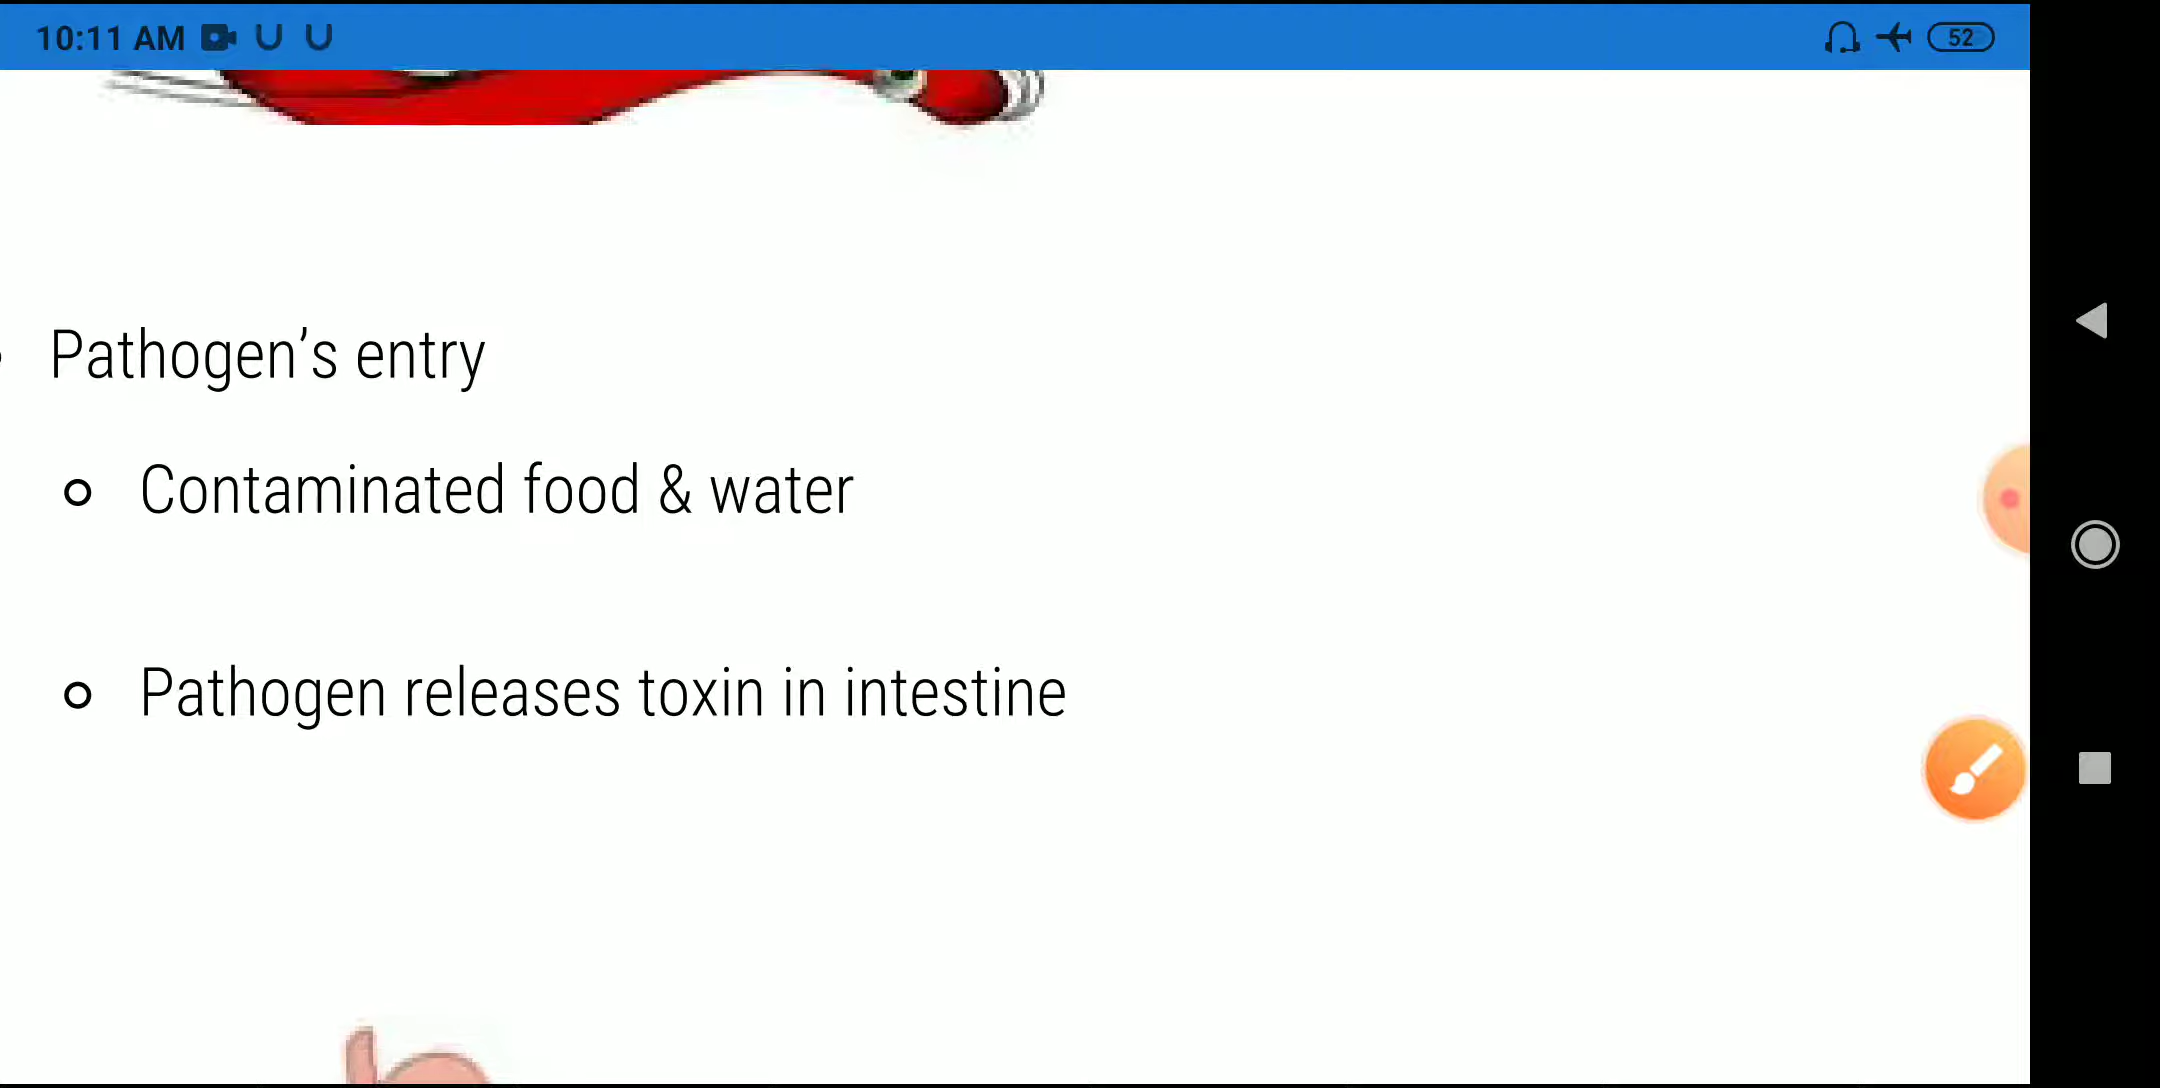 10:11 AM 52
Pathogen’s entry
Contaminated food & water
Pathogen releases toxin in intestine